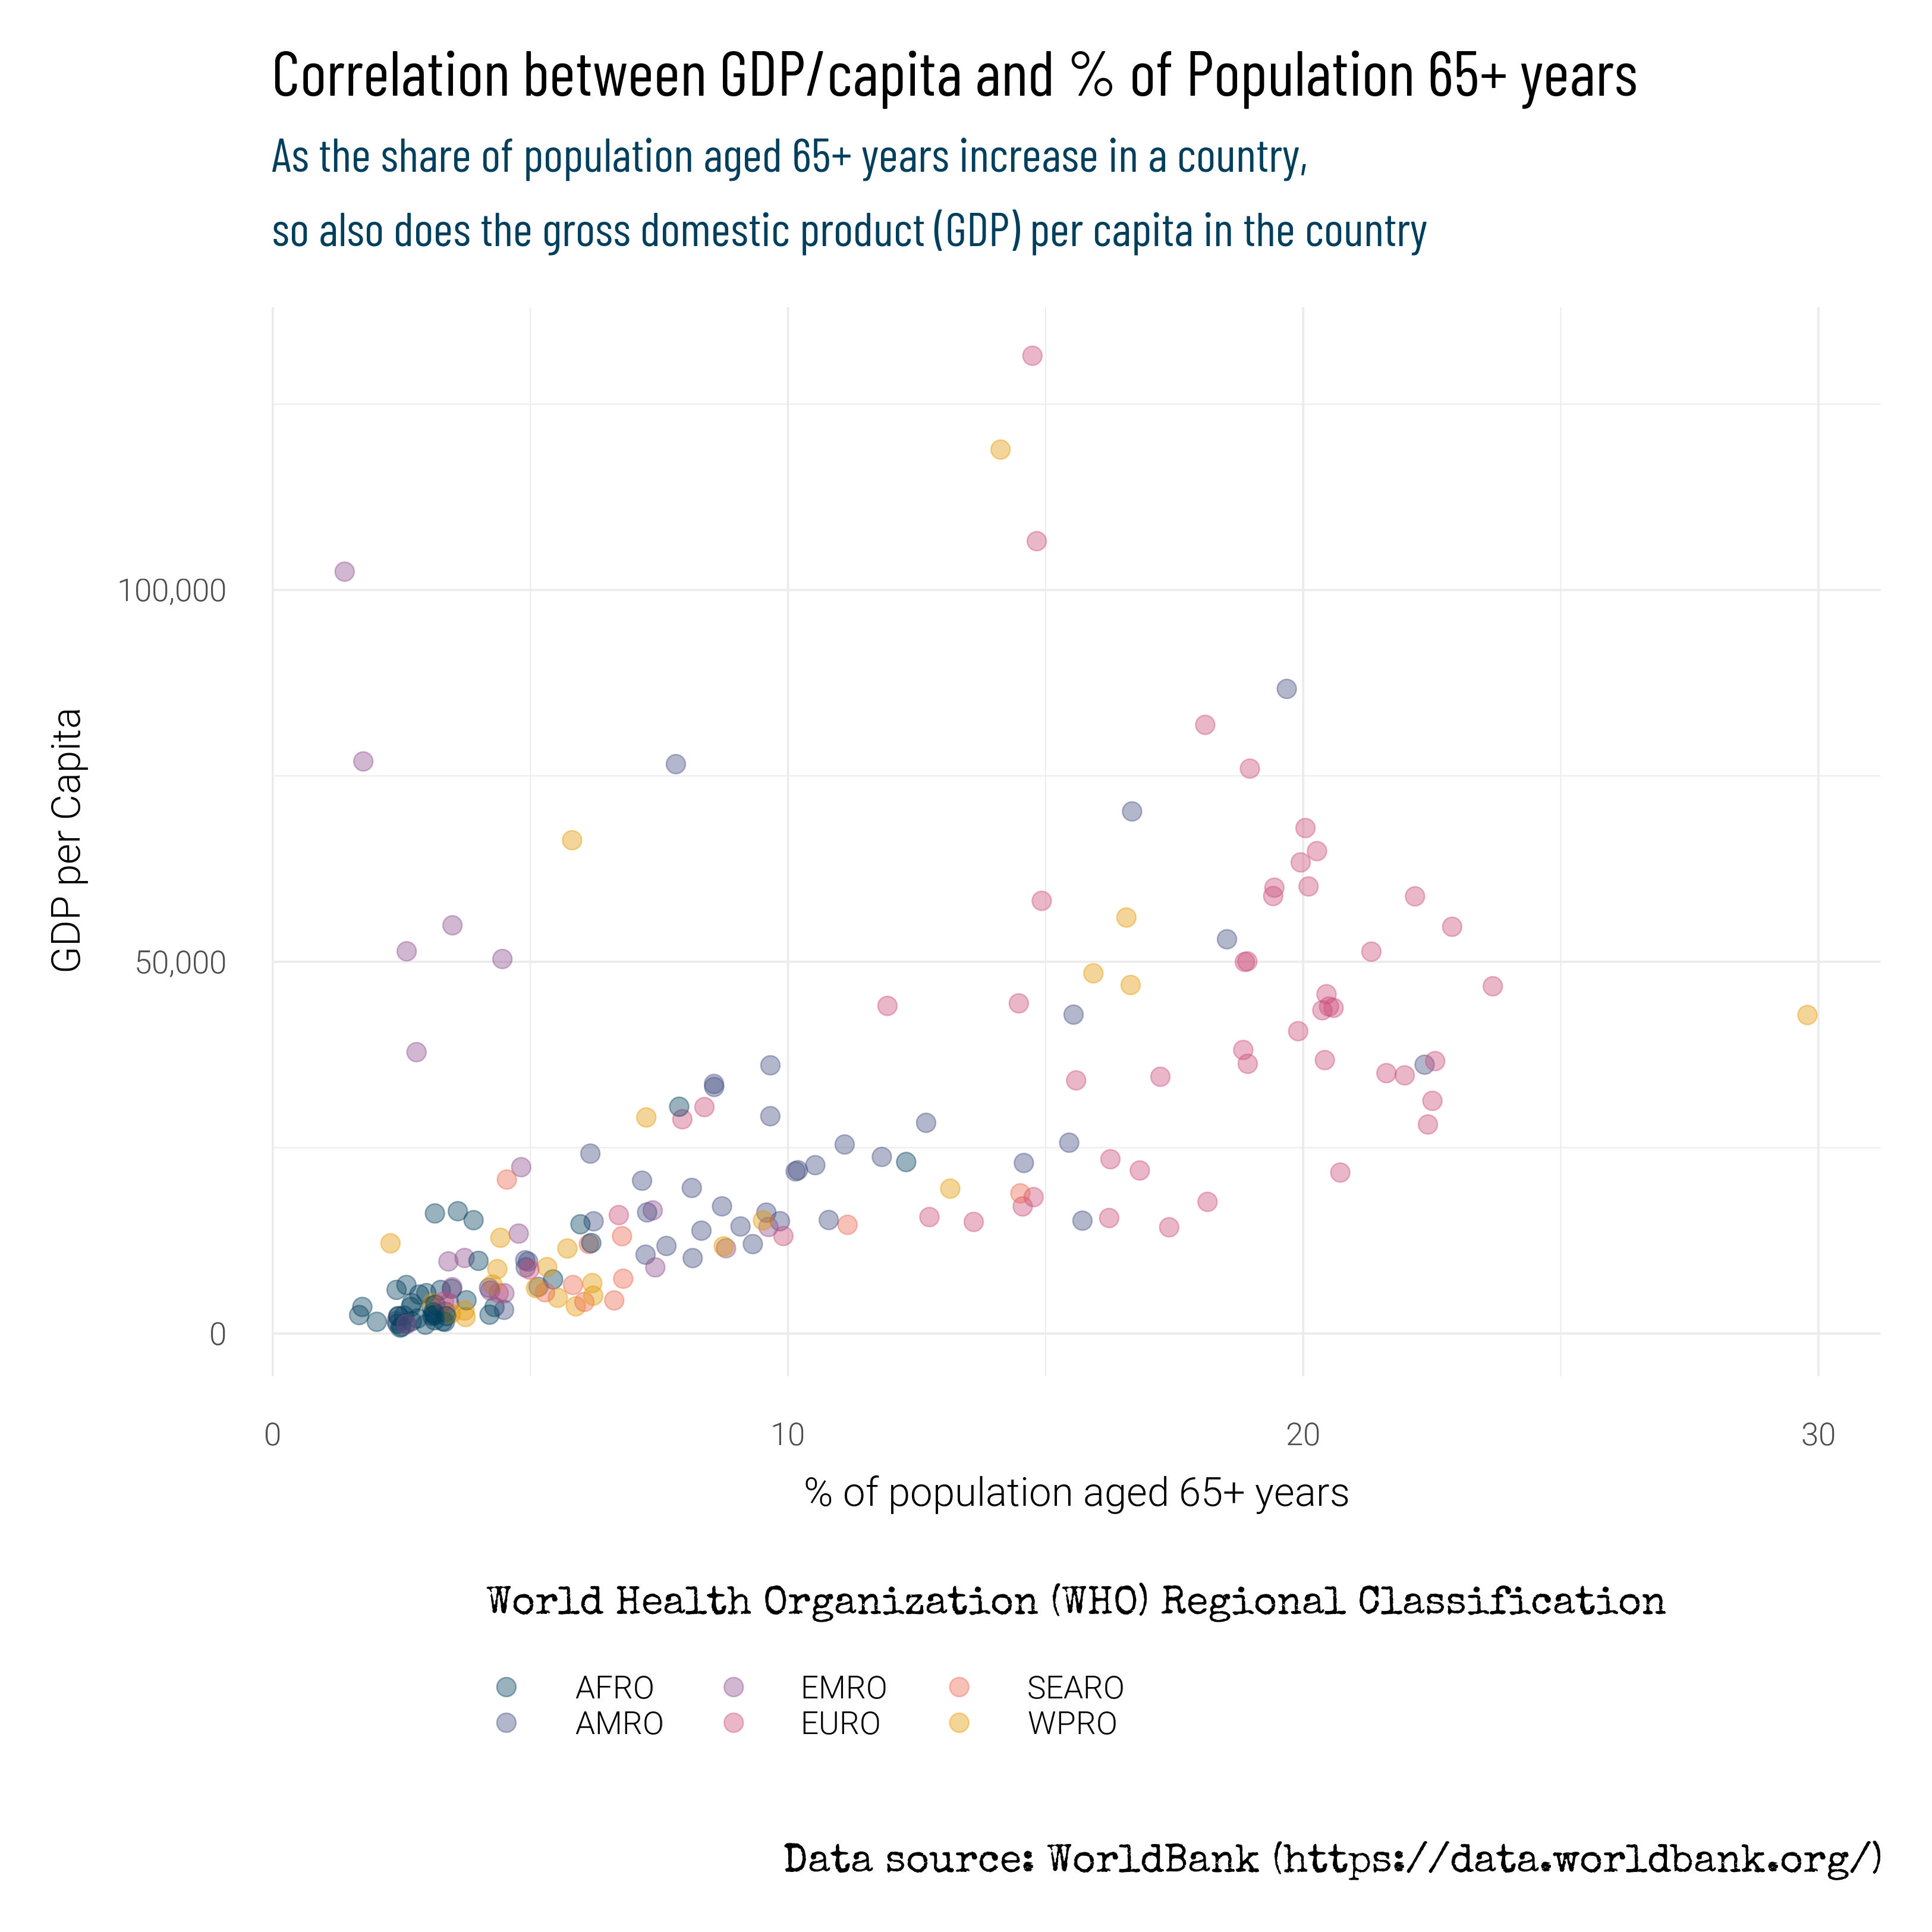 Correlation between GDP/capita and % of Population 65+ years
As the share of population aged 65+ years increase in a country,
so also does the gross domestic product (GDP) per capita in the country
GDP per Capita
100,000
50,000
0
0 10 20 30
% of population aged 65+ years
World Health Organization (WHO) Regional Classification
AFRO EMRO SEARO
AMRO EURO WPRO
Data source: WorldBank (https://data.worldbank.org/)